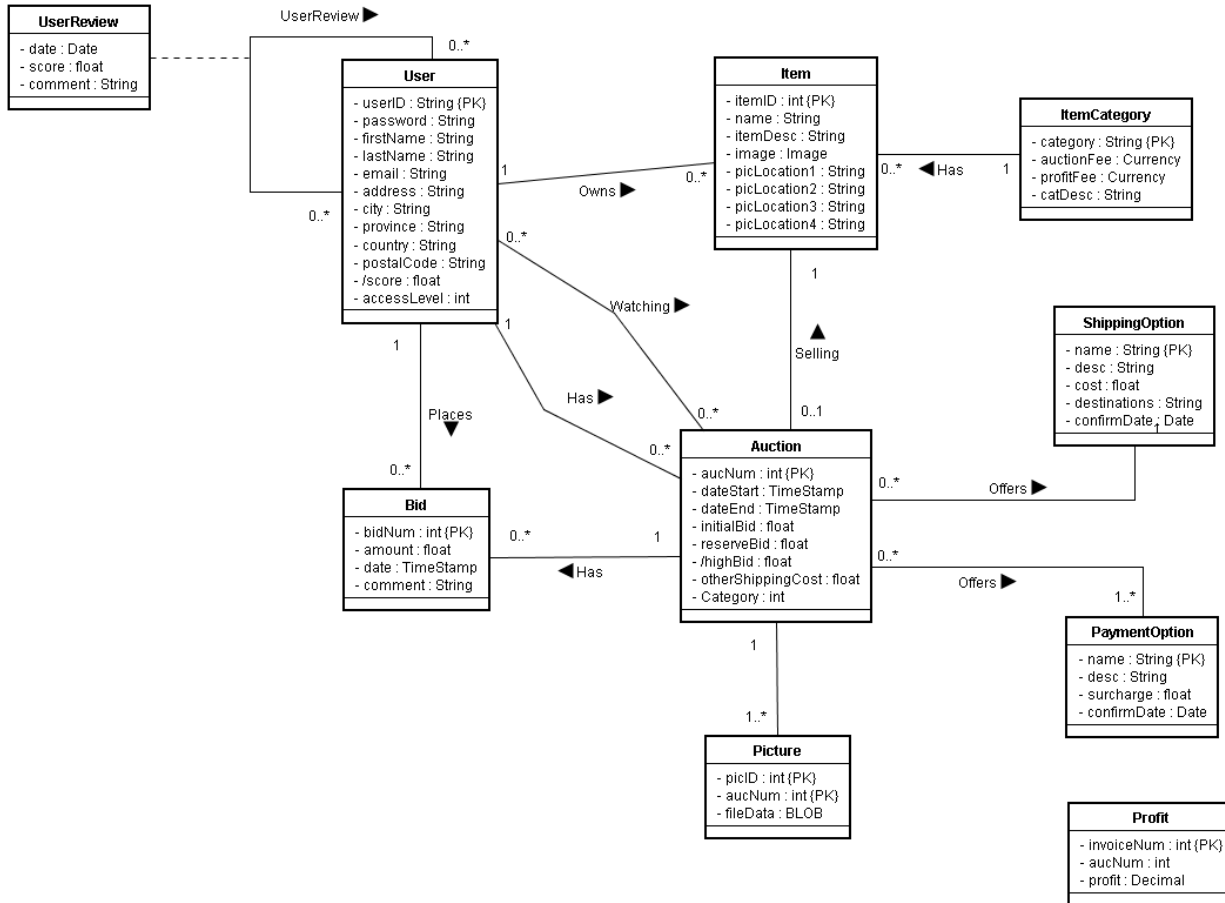 UserReview
- date : Date
- score : float
- comment : String
UserReview
0..*
0..*
User
- userID : String {PK}
- password : String
- firstName : String
- lastName : String
- email : String
- address : String
- city : String
- province : String
- country : String
- postalCode : String
- /score : float
- accessLevel : int
1
Owns
0..*
Item
- itemID : int {PK}
- name : String
- itemDesc : String
- image : Image
- picLocation1 : String
- picLocation2 : String
- picLocation3 : String
- picLocation4 : String
0..*
Has
1
ItemCategory
- category : String {PK}
- auctionFee : Currency
- profitFee : Currency
- catDesc : String
0..*
Watching
0..*
1
Has
0..*
1
Selling
0..1
1
Places
0..*
ShippingOption
- name : String {PK}
- desc : String
- cost : float
- destinations : String
- confirmDate : Date
1
Auction
- aucNum : int {PK}
- dateStart : TimeStamp
- dateEnd : TimeStamp
- initialBid : float
- reserveBid : float
- /highBid : float
- otherShippingCost : float
- Category : int
0..*
Offers
Bid
- bidNum : int {PK}
- amount : float
- date : TimeStamp
- comment : String
0..*
Has
1
0..*
Offers
1..*
PaymentOption
- name : String {PK}
- desc : String
- surcharge : float
- confirmDate : Date
1
1..*
Picture
- picID : int {PK}
- aucNum : int {PK}
- fileData : BLOB
Profit
- invoiceNum : int {PK}
- aucNum : int
- profit : Decimal